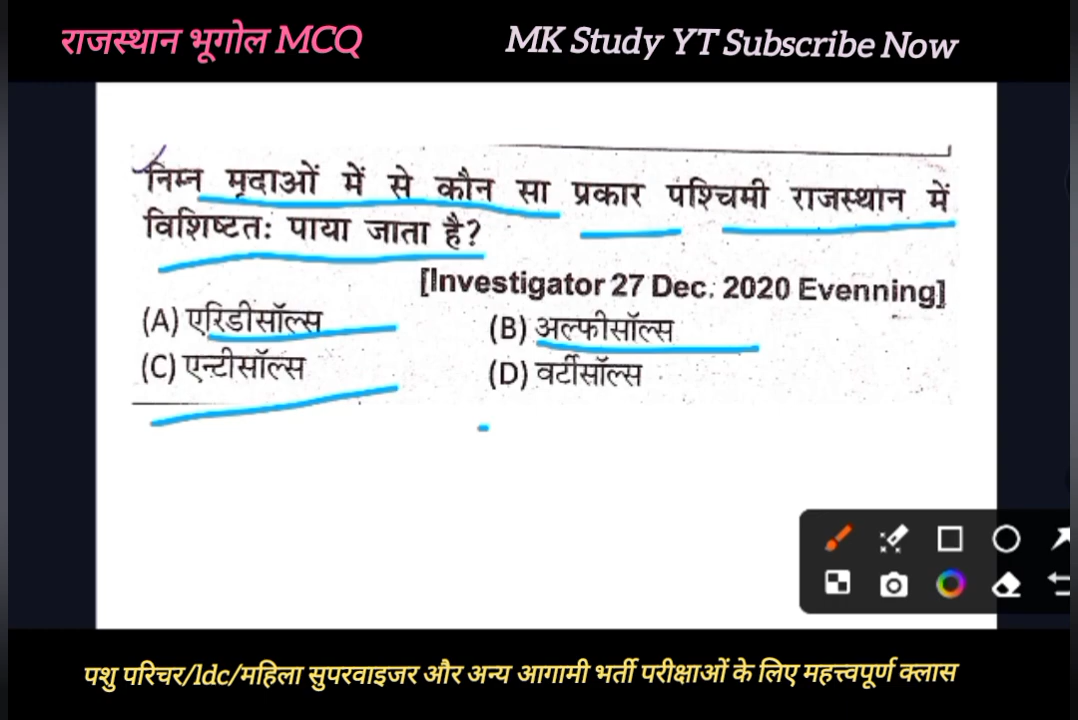 राजस्थान भूगोल MCQ
MK Study YT Subscribe Now
निम्न मृदाओं में से कौन सा प्रकार पश्चिमी राजस्थान में
विशिष्टतः पाया जाता है?
[Investigator 27 Dec. 2020 Evenning]
(A) एरिडीसॉल्स
(B) अल्फीसॉल्स
(C) एन्टीसॉल्स
(D) वर्टीसॉल्स
पशु परिचर/ldc/महिला सुपरवाइजर और अन्य आगामी भर्ती परीक्षाओं के लिए महत्त्वपूर्ण क्लास